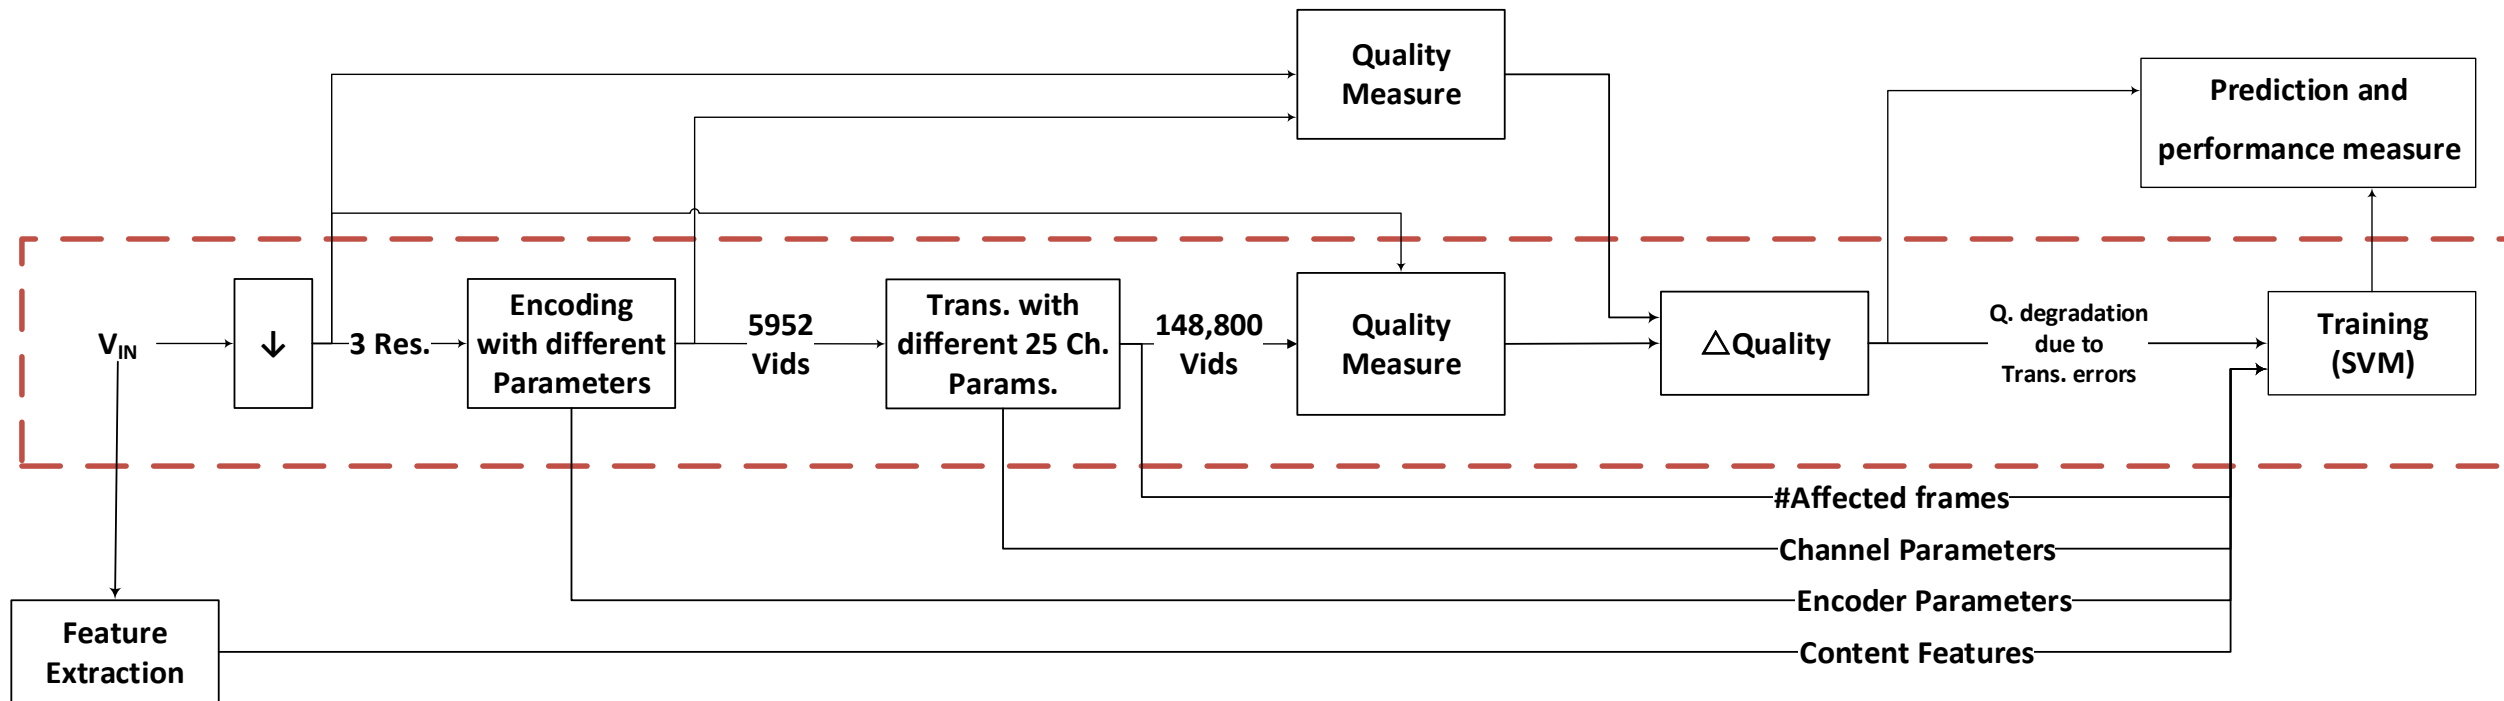 Quality
Measure
Prediction and
performance measure
V_IN
↓
3 Res.
Encoding
with different
Parameters
5952
Vids
Trans. with
different 25 Ch.
Params.
148,800
Vids
Quality
Measure
△Quality
Q. degradation
due to
Trans. errors
Training
(SVM)
#Affected frames
Channel Parameters
Encoder Parameters
Content Features
Feature
Extraction